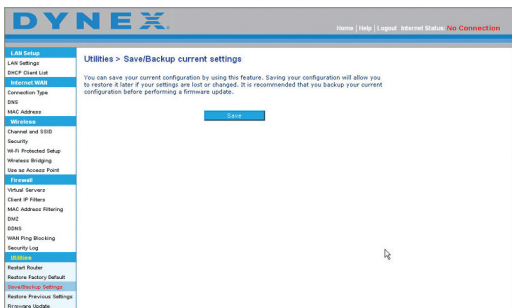 DYNEX
Home | Help | Logout Internet Status: No Connection
LAN Setup
LAN Settings
DHCP Client List
Internet WAN
Connection Type
DNS
MAC Address
Wireless
Channel and SSID
Security
Wi-Fi Protected Setup
Wireless Bridging
Use as Access Point
Firewall
Virtual Servers
Client IP Filters
MAC Address Filtering
DMZ
DDNS
WAN Ping Blocking
Security Log
Utilities
Restart Router
Restore Factory Default
Save/Backup Settings
Restore Previous Settings
Firmware Update
Utilities > Save/Backup current settings
You can save your current configuration by using this feature. Saving your configuration will allow you
to restore it later if your settings are lost or changed. It is recommended that you backup your current
configuration before performing a firmware update.
Save